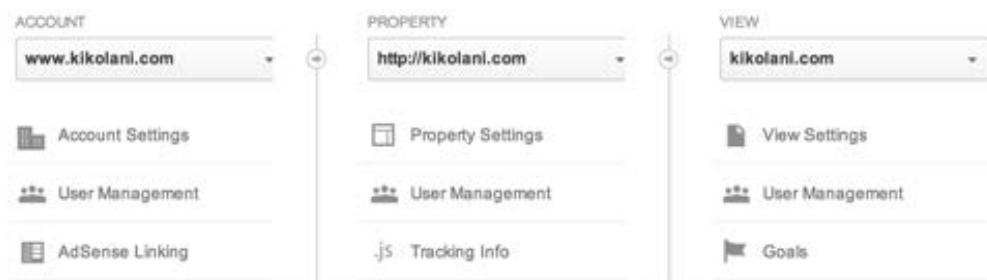 ACCOUNT
www.kikolani.com
Account Settings
User Management
AdSense Linking
PROPERTY
http://kikolani.com
Property Settings
User Management
.js Tracking Info
VIEW
kikolani.com
View Settings
User Management
Goals